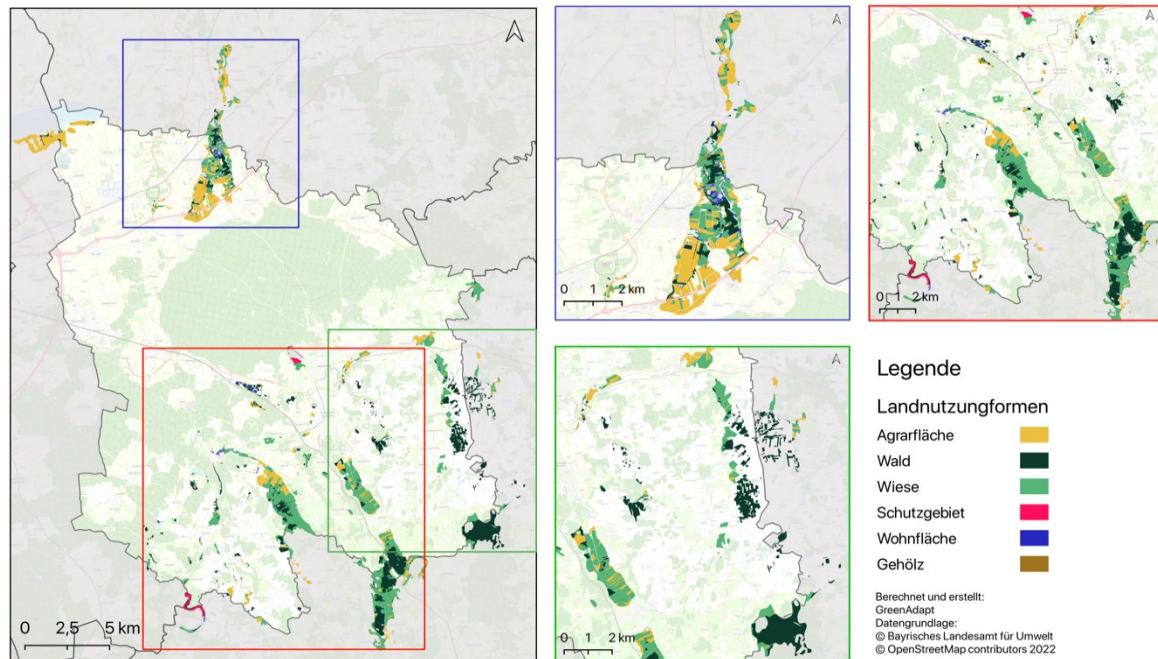 0 2,5 5 km
0 1 2 km
0 1 2 km
0 1 2 km
Legende
Landnutzungformen
Agrarfläche
Wald
Wiese
Schutzgebiet
Wohnfläche
Gehölz
Berechnet und erstellt:
GreenAdapt
Datengrundlage:
© Bayrisches Landesamt für Umwelt
© OpenStreetMap contributors 2022